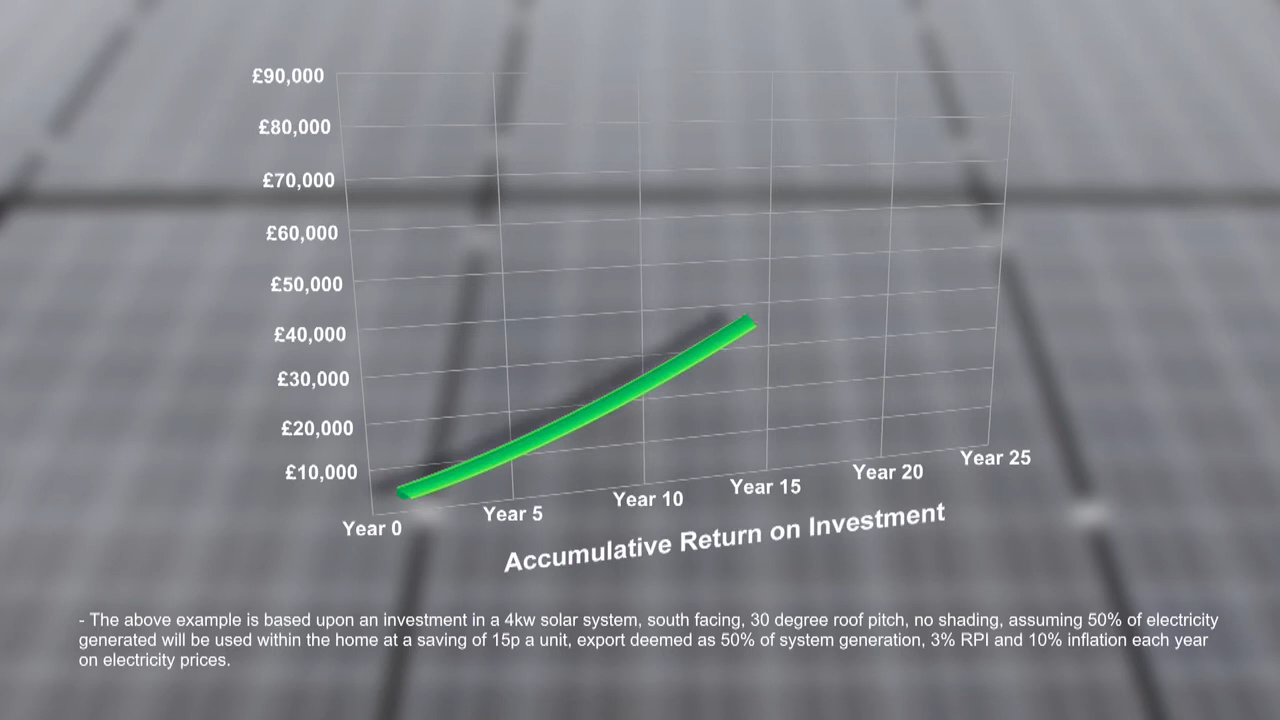 £90,000
£80,000
£70,000
£60,000
£50,000
£40,000
£30,000
£20,000
£10,000
Year 0
Year 5
Year 10
Year 15
Year 20
Year 25
Accumulative Return on Investment
- The above example is based upon an investment in a 4kw solar system, south facing, 30 degree roof pitch, no shading, assuming 50% of electricity
generated will be used within the home at a saving of 15p a unit, export deemed as 50% of system generation, 3% RPI and 10% inflation each year
on electricity prices.